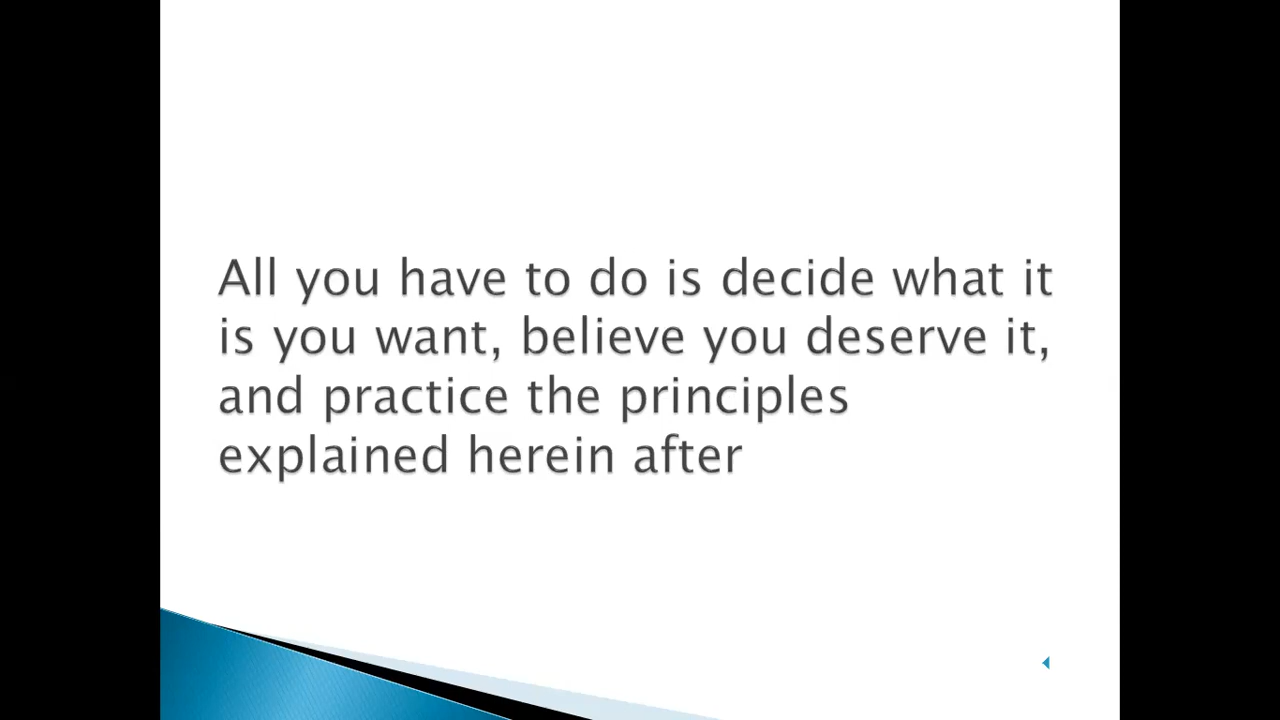 All you have to do is decide what it
is you want, believe you deserve it,
and practice the principles
explained herein after